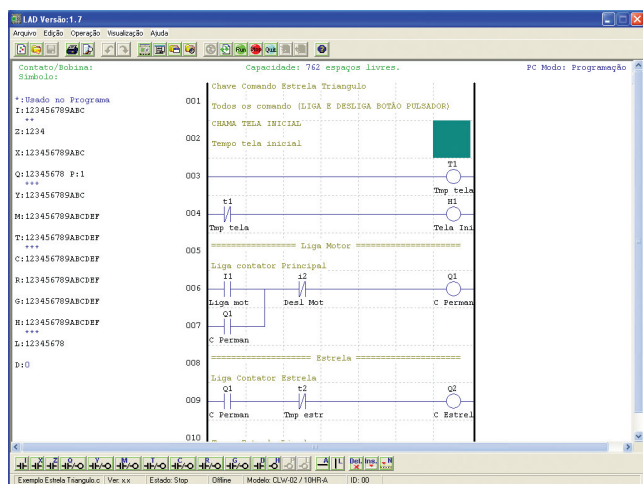 LAD Versão:1.7
Arquivo Edição Operação Visualização Ajuda
Run Quit
Contato/Bobina:
Símbolo:
Capacidade: 762 espaços livres.
PC Modo: Programação
*:Usado no Programa
I:123456789ABC
**
Z:1234
X:123456789ABC
Q:12345678 P:1
***
Y:123456789ABC
M:123456789ABCDEF
T:123456789ABCDEF
***
C:123456789ABCDEF
R:123456789ABCDEF
G:123456789ABCDEF
H:123456789ABCDEF
***
L:12345678
D:0
Chave Comando Estrela Triangulo
001
Todos os comando (LIGA E DESLIGA BOTÃO PULSADOR)
CHAMA TELA INICIAL
002
Tempo tela inicial
T1
003
Tmp tela
t1 H1
004
Tmp tela Tela Ini
005
================= Liga Motor =====================
Liga contator Principal
I1 i2 Q1
006
Liga mot Desl Mot C Perman
Q1
007
C Perman
008
==================== Estrela =====================
Liga Contator Estrela
Q1 t2 Q2
009
C Perman Tmp estr C Estrel
010
I X Z Q Y M T C R G D H A L Del Ins N
Exemplo Estrela Triangulo.c Ver: x.x Estado: Stop Offline Modelo: CLW-02 / 10HR-A ID: 00